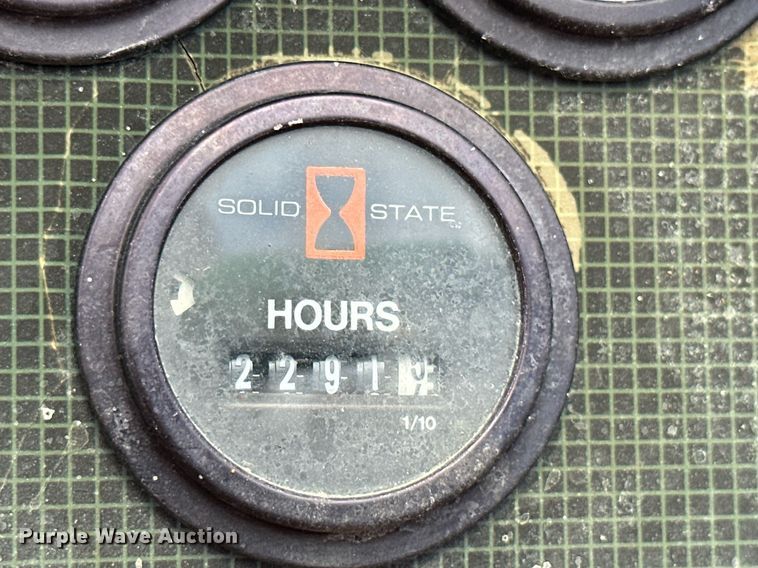 SOLID STATE
HOURS
2291
1/10
Purple Wave Auction